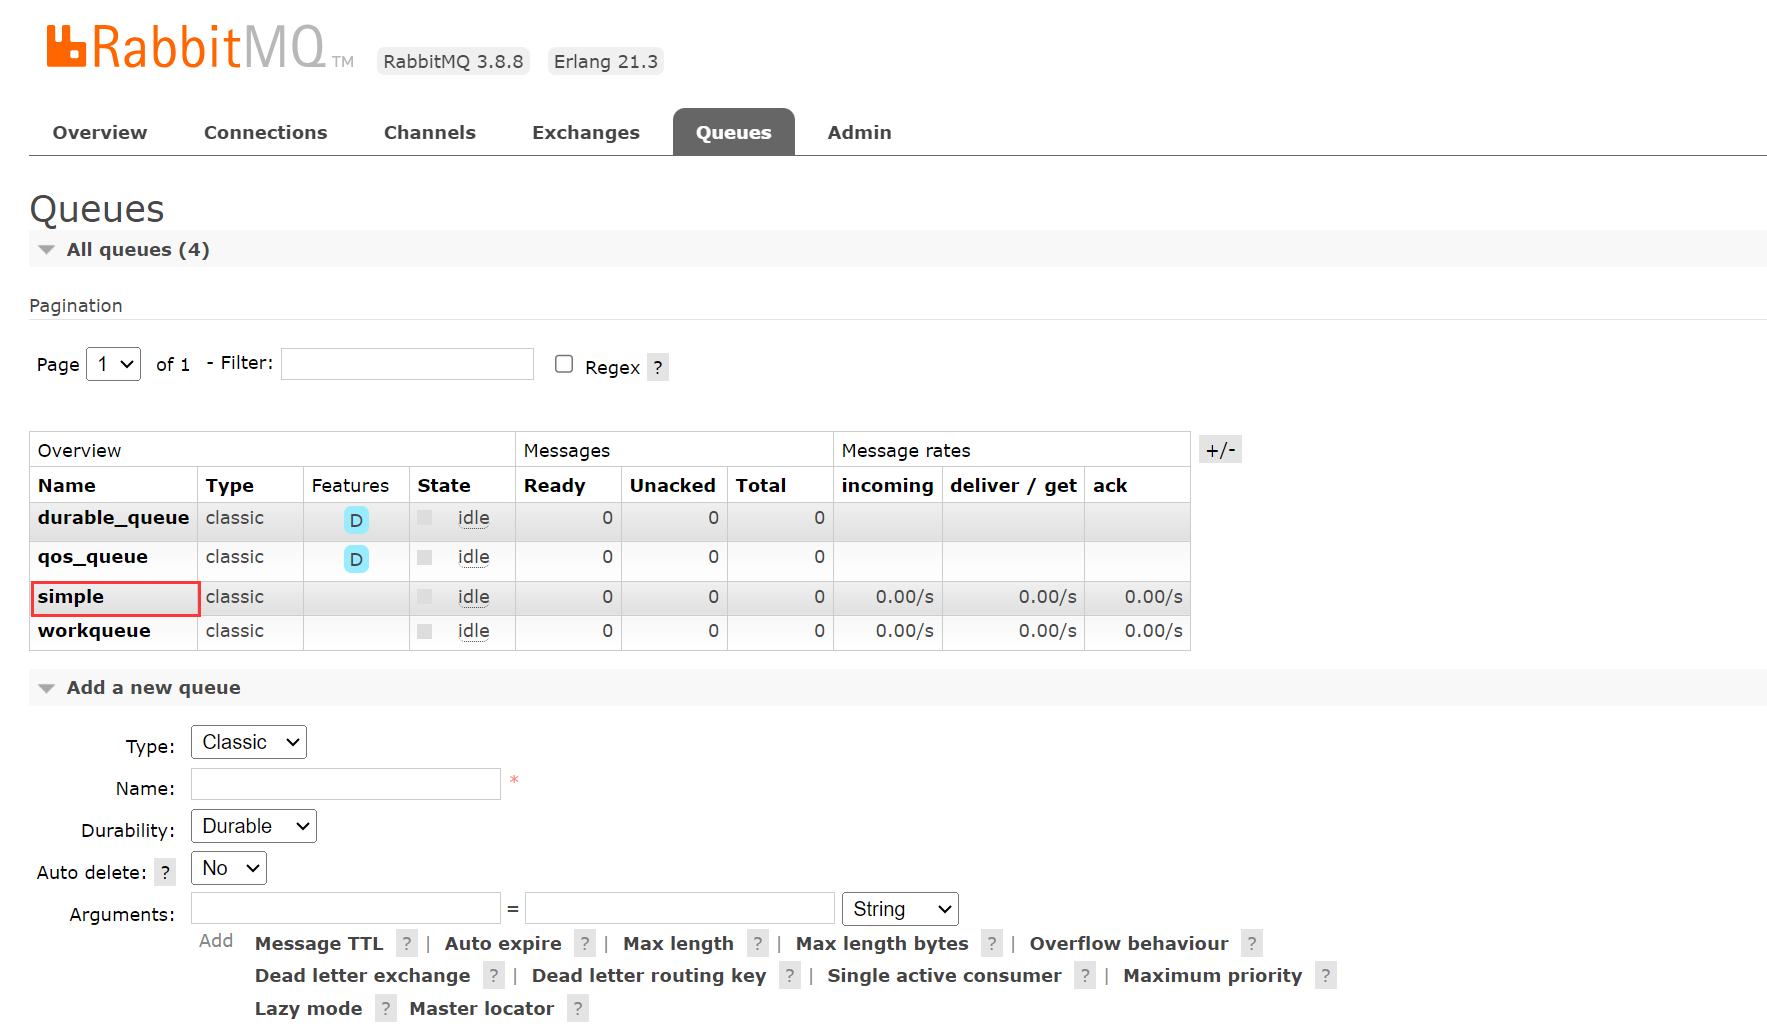 RabbitMQ TM RabbitMQ 3.8.8 Erlang 21.3
Overview Connections Channels Exchanges Queues Admin
Queues
All queues (4)
Pagination
Page 1 of 1 - Filter: Regex ?
Overview Messages Message rates +/-
Name Type Features State Ready Unacked Total incoming deliver / get ack
durable_queue classic D idle 0 0 0
qos_queue classic D idle 0 0 0
simple classic idle 0 0 0 0.00/s 0.00/s 0.00/s
workqueue classic idle 0 0 0 0.00/s 0.00/s 0.00/s
Add a new queue
Type: Classic
Name: *
Durability: Durable
Auto delete: ? No
Arguments: = String
Add Message TTL ? | Auto expire ? | Max length ? | Max length bytes ? | Overflow behaviour ?
Dead letter exchange ? | Dead letter routing key ? | Single active consumer ? | Maximum priority ?
Lazy mode ? Master locator ?